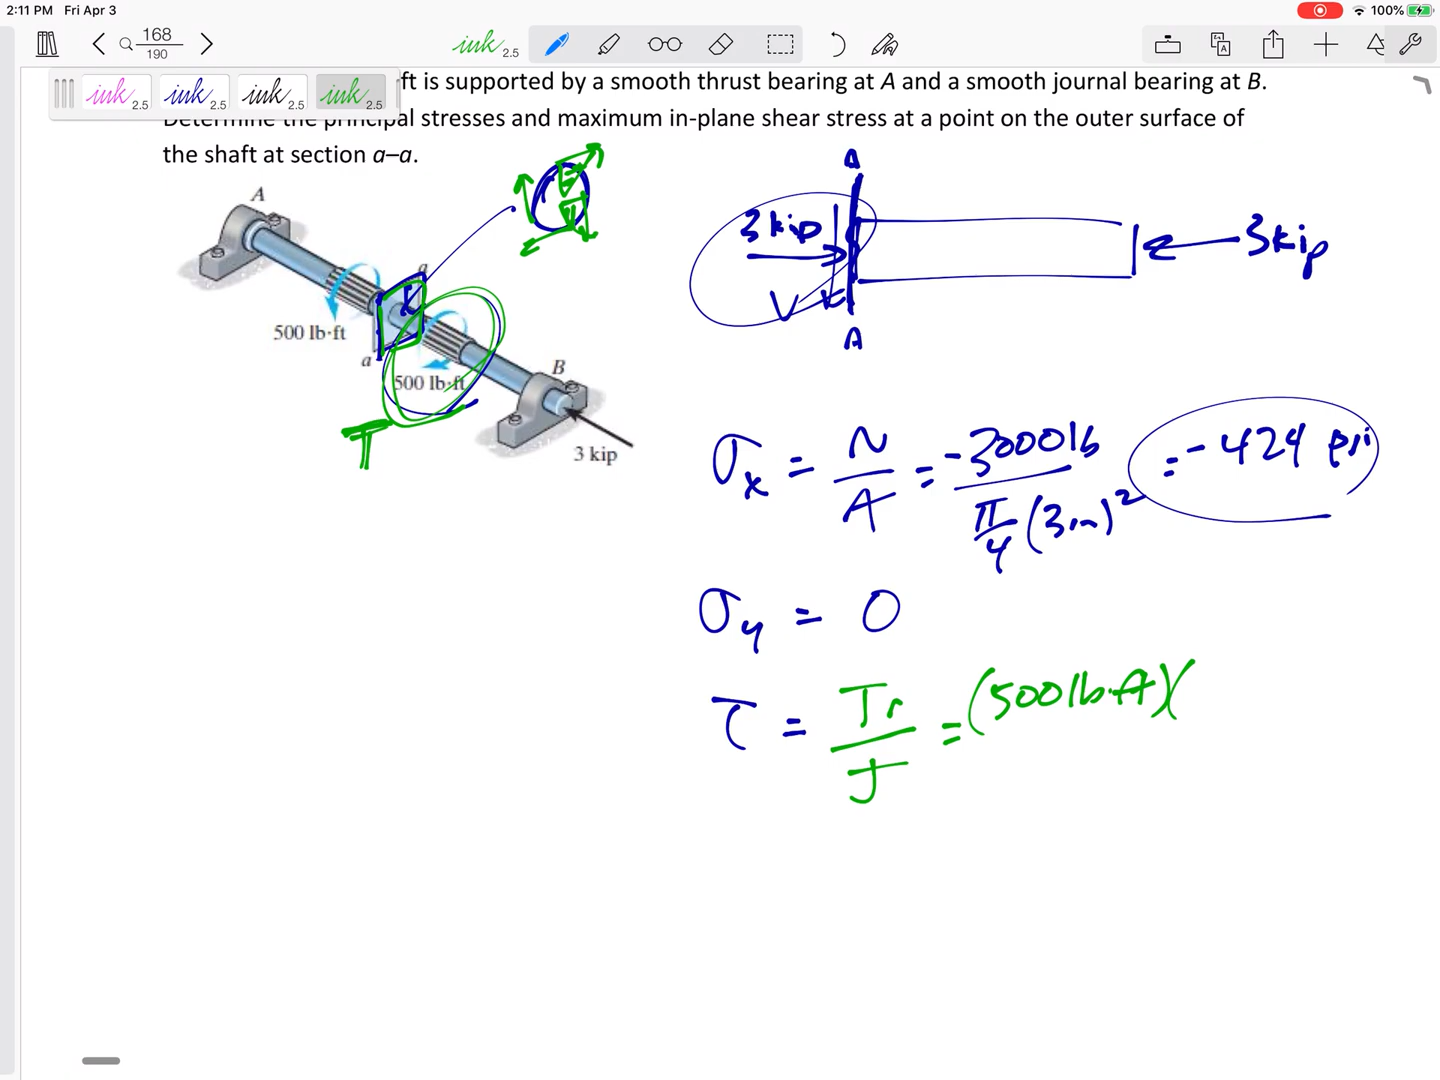 2:11 PM Fri Apr 3
100%
168
190
ink 2.5
ink 2.5
ink 2.5
ink 2.5
ink 2.5
ft is supported by a smooth thrust bearing at A and a smooth journal bearing at B.
Determine the principal stresses and maximum in-plane shear stress at a point on the outer surface of
the shaft at section a–a.
A
a
500 lb·ft
a
500 lb·ft
B
3 kip
T
A
3 kip
3 kip
V
A
σx = N/A = -3000lb / π/4 (3in)² = -424 psi
σy = 0
τ = Tr/J = (500 lb·ft)(